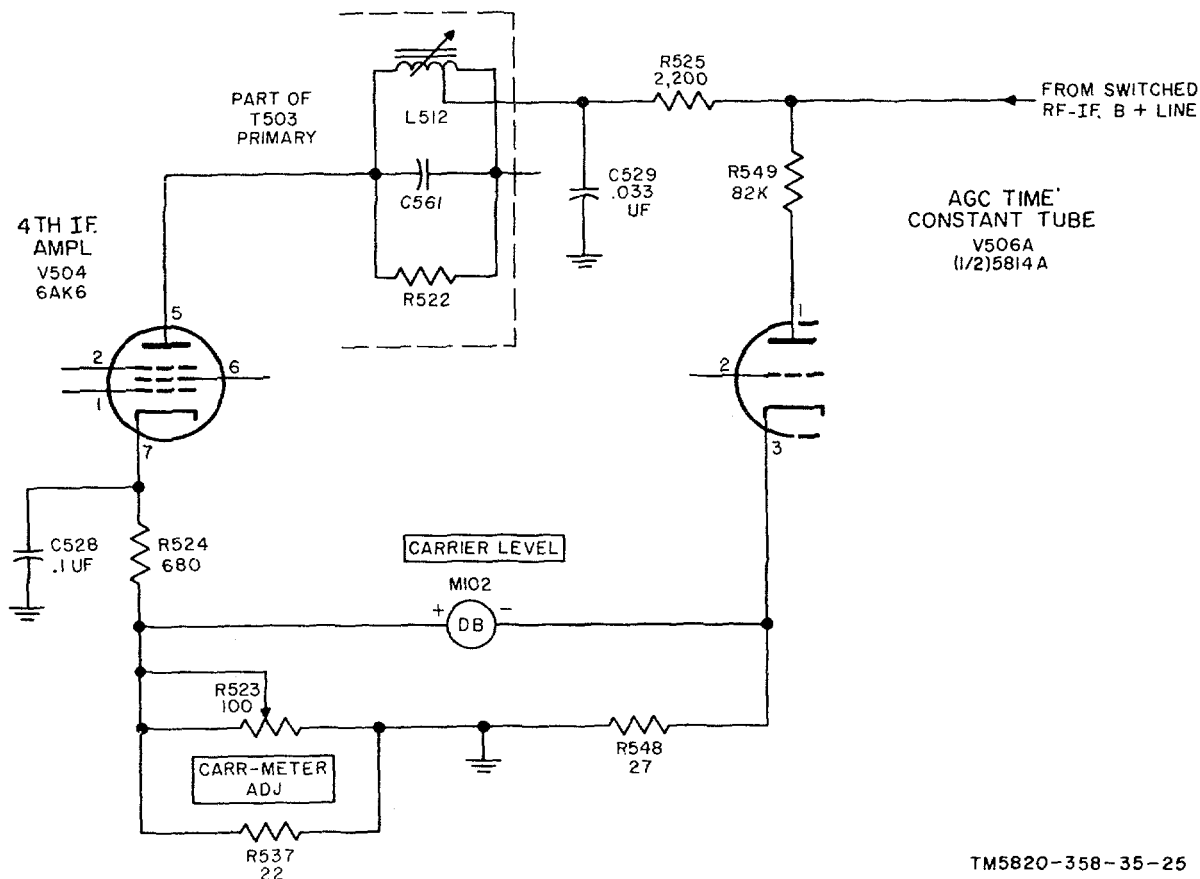 PART OF
T503
PRIMARY
L512
C561
R522
R525
2,200
FROM SWITCHED
RF-IF. B + LINE
C529
.033
UF
R549
82K
AGC TIME'
CONSTANT TUBE
V506A
(1/2)5814A
4TH IF.
AMPL
V504
6AK6
5
2
6
1
7
1
2
3
C528
.1UF
R524
680
CARRIER LEVEL
M102
+
DB
-
R523
100
CARR-METER
ADJ
R537
22
R548
27
TM5820-358-35-25